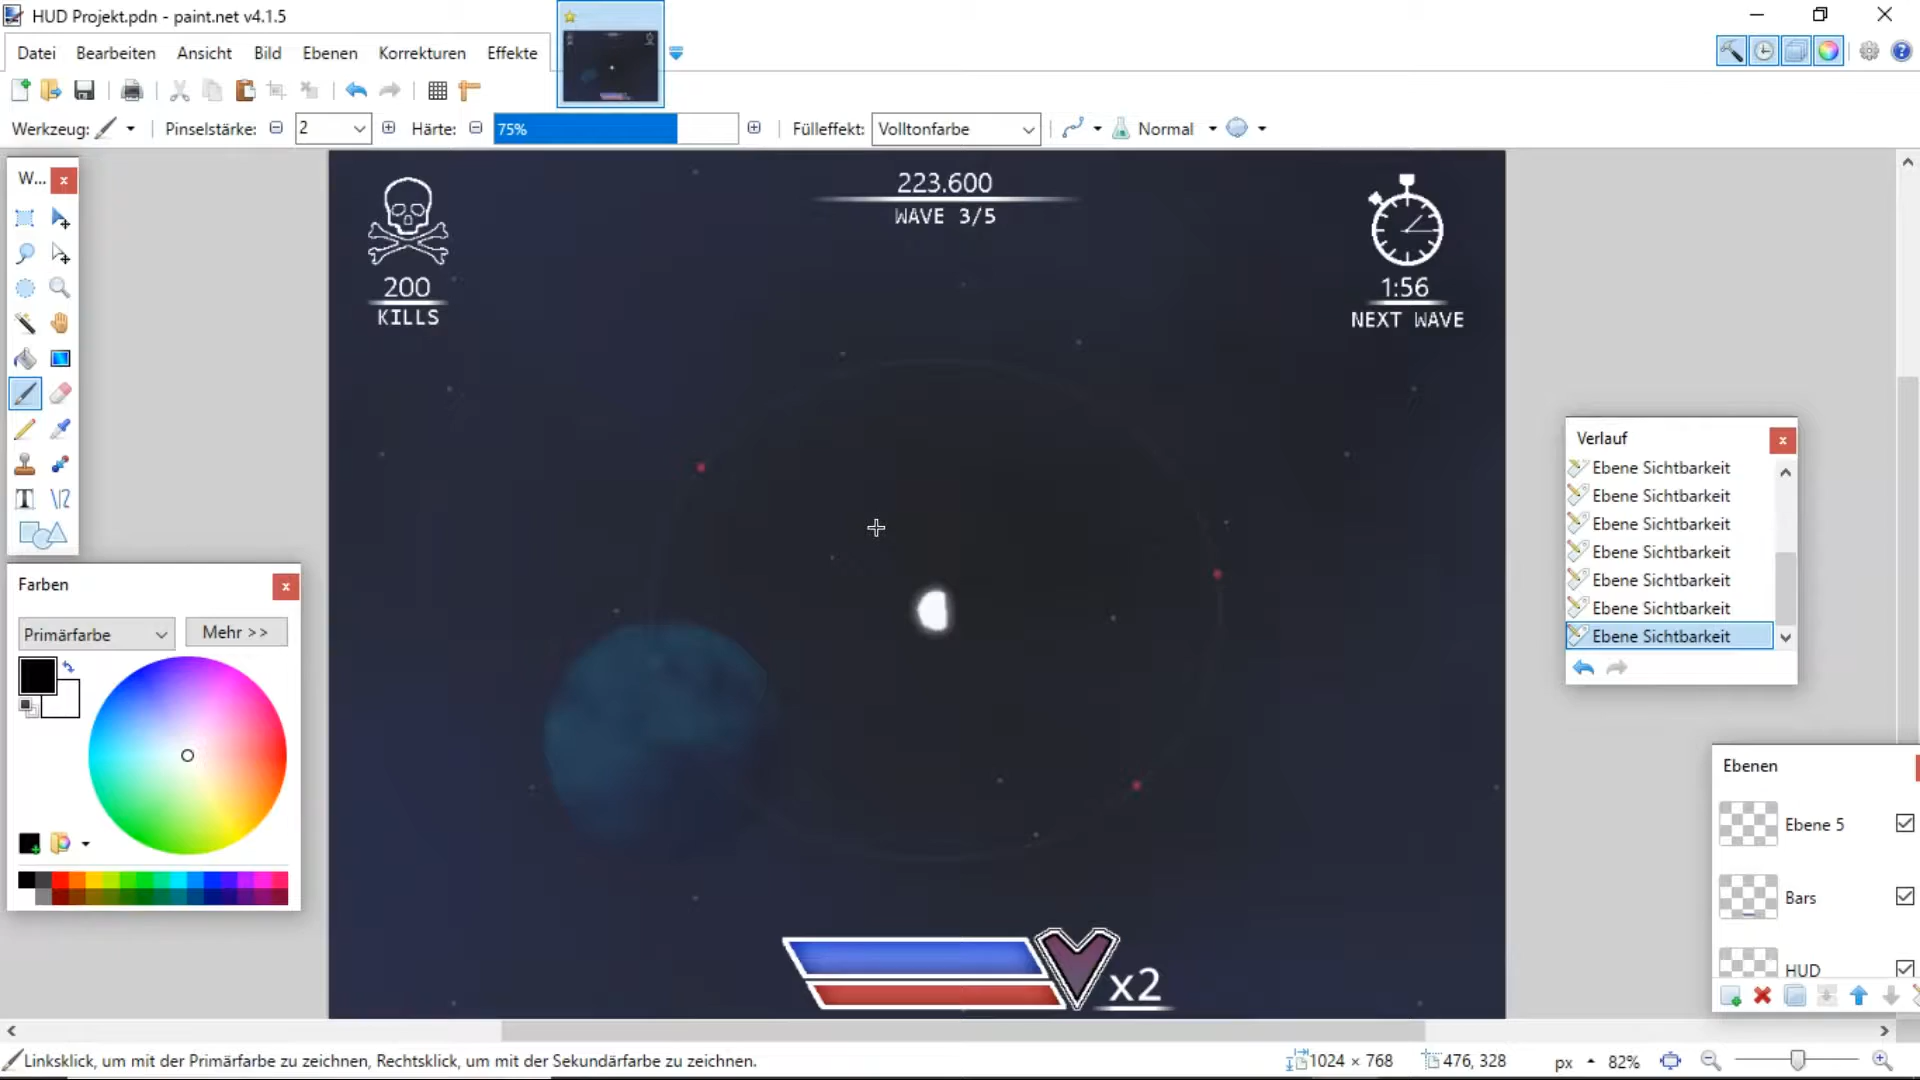 HUD Projekt.pdn - paint.net v4.1.5
Datei Bearbeiten Ansicht Bild Ebenen Korrekturen Effekte
Werkzeug: Pinselstärke: 2 Härte: 75% Fülleffekt: Volltonfarbe Normal
W...
223.600
WAVE 3/5
200
KILLS
1:56
NEXT WAVE
x2
Farben
Primärfarbe Mehr >>
Verlauf
Ebene Sichtbarkeit
Ebene Sichtbarkeit
Ebene Sichtbarkeit
Ebene Sichtbarkeit
Ebene Sichtbarkeit
Ebene Sichtbarkeit
Ebene Sichtbarkeit
Ebenen
Ebene 5
Bars
HUD
Linksklick, um mit der Primärfarbe zu zeichnen, Rechtsklick, um mit der Sekundärfarbe zu zeichnen. 1024 × 768 476, 328 px 82%